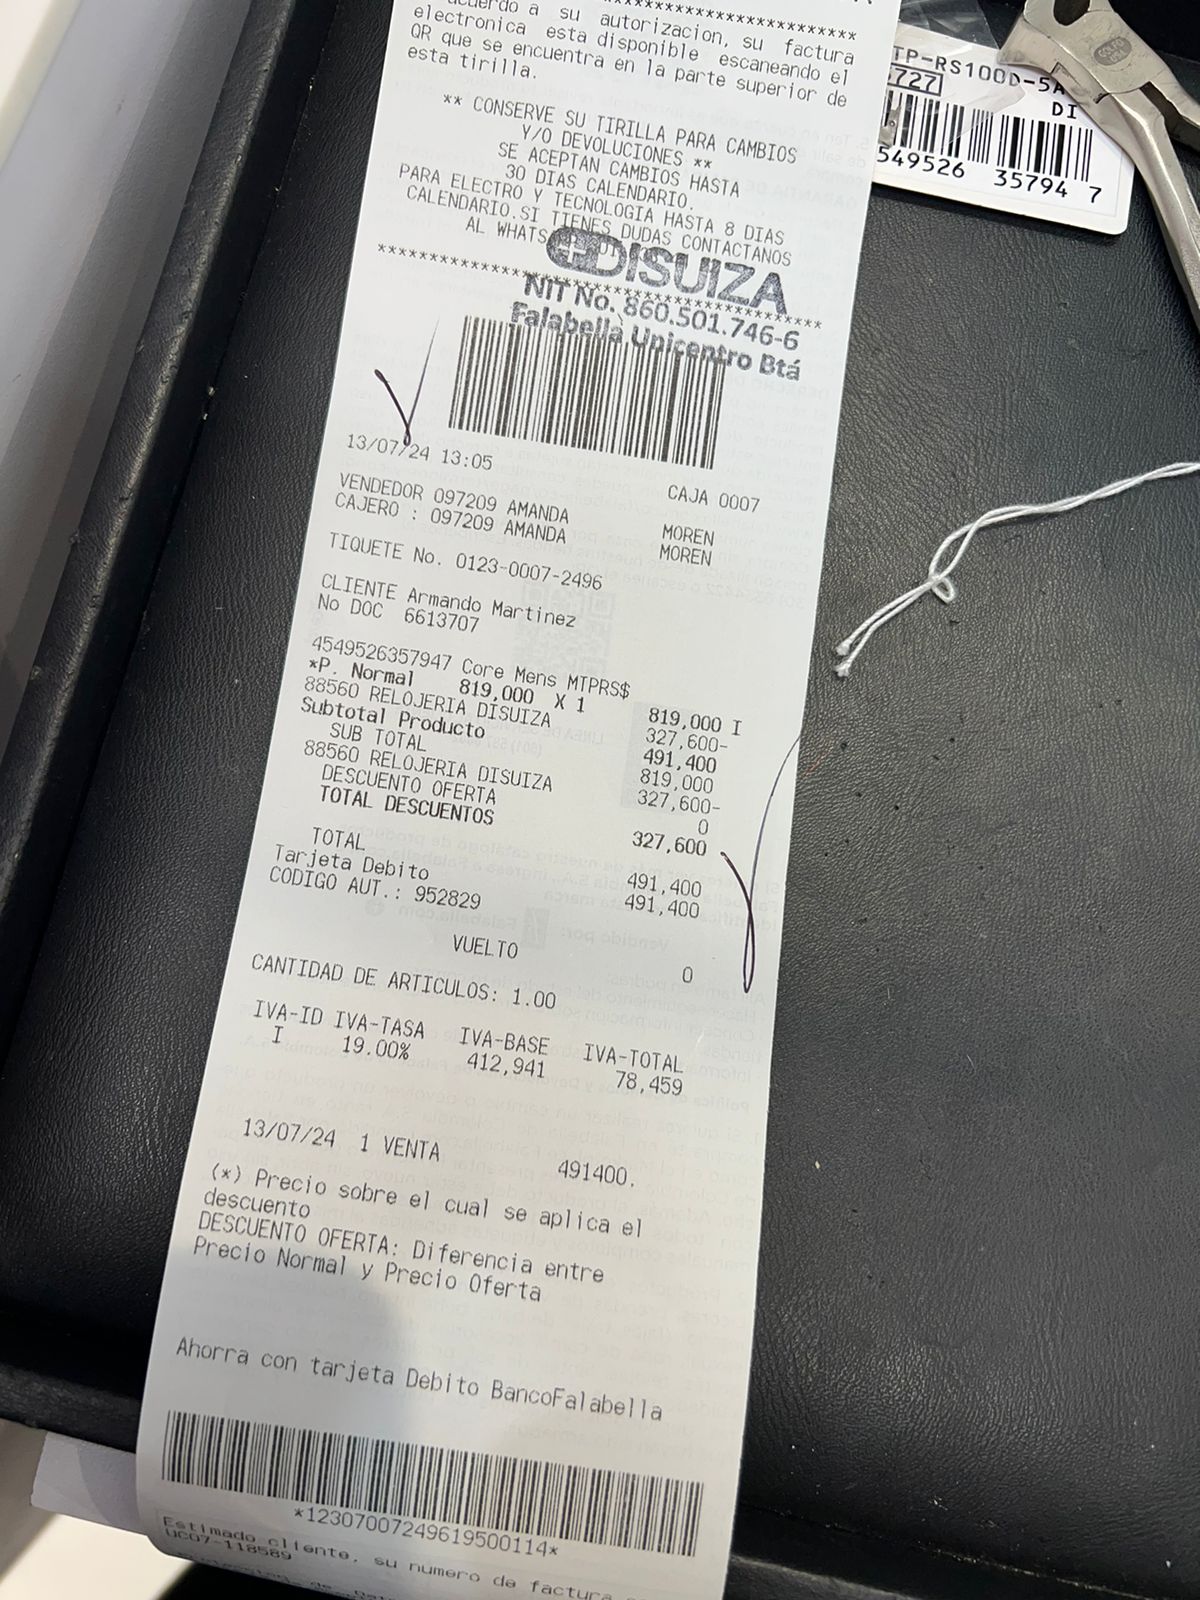 ****************************
acuerdo a su autorizacion, su factura
electronica esta disponible escaneando el
QR que se encuentra en la parte superior de
esta tirilla.
** CONSERVE SU TIRILLA PARA CAMBIOS
Y/O DEVOLUCIONES **
SE ACEPTAN CAMBIOS HASTA
30 DIAS CALENDARIO.
PARA ELECTRO Y TECNOLOGIA HASTA 8 DIAS
CALENDARIO.SI TIENES DUDAS CONTACTANOS
AL WHATS
DISUIZA
NIT No. 860.501.746-6
Falabella Unicentro Btá
13/07/24 13:05 CAJA 0007
VENDEDOR 097209 AMANDA MOREN
CAJERO : 097209 AMANDA MOREN
TIQUETE No. 0123-0007-2496
CLIENTE Armando Martinez
No DOC 6613707
4549526357947 Core Mens MTPRS$
*P. Normal 819,000 X 1 819,000 I
88560 RELOJERIA DISUIZA 327,600-
Subtotal Producto 491,400
SUB TOTAL 819,000
88560 RELOJERIA DISUIZA 327,600-
DESCUENTO OFERTA 0
TOTAL DESCUENTOS 327,600
TOTAL 491,400
Tarjeta Debito 491,400
CODIGO AUT.: 952829
VUELTO 0
CANTIDAD DE ARTICULOS: 1.00
IVA-ID IVA-TASA IVA-BASE IVA-TOTAL
I 19.00% 412,941 78,459
13/07/24 1 VENTA 491400.
(*) Precio sobre el cual se aplica el
descuento
DESCUENTO OFERTA: Diferencia entre
Precio Normal y Precio Oferta
Ahorra con tarjeta Debito BancoFalabella
*12307007249619500114*
Estimado cliente, su numero de factura
UC07-118589
TP-RS100D-5A
727
DI
549526 35794 7